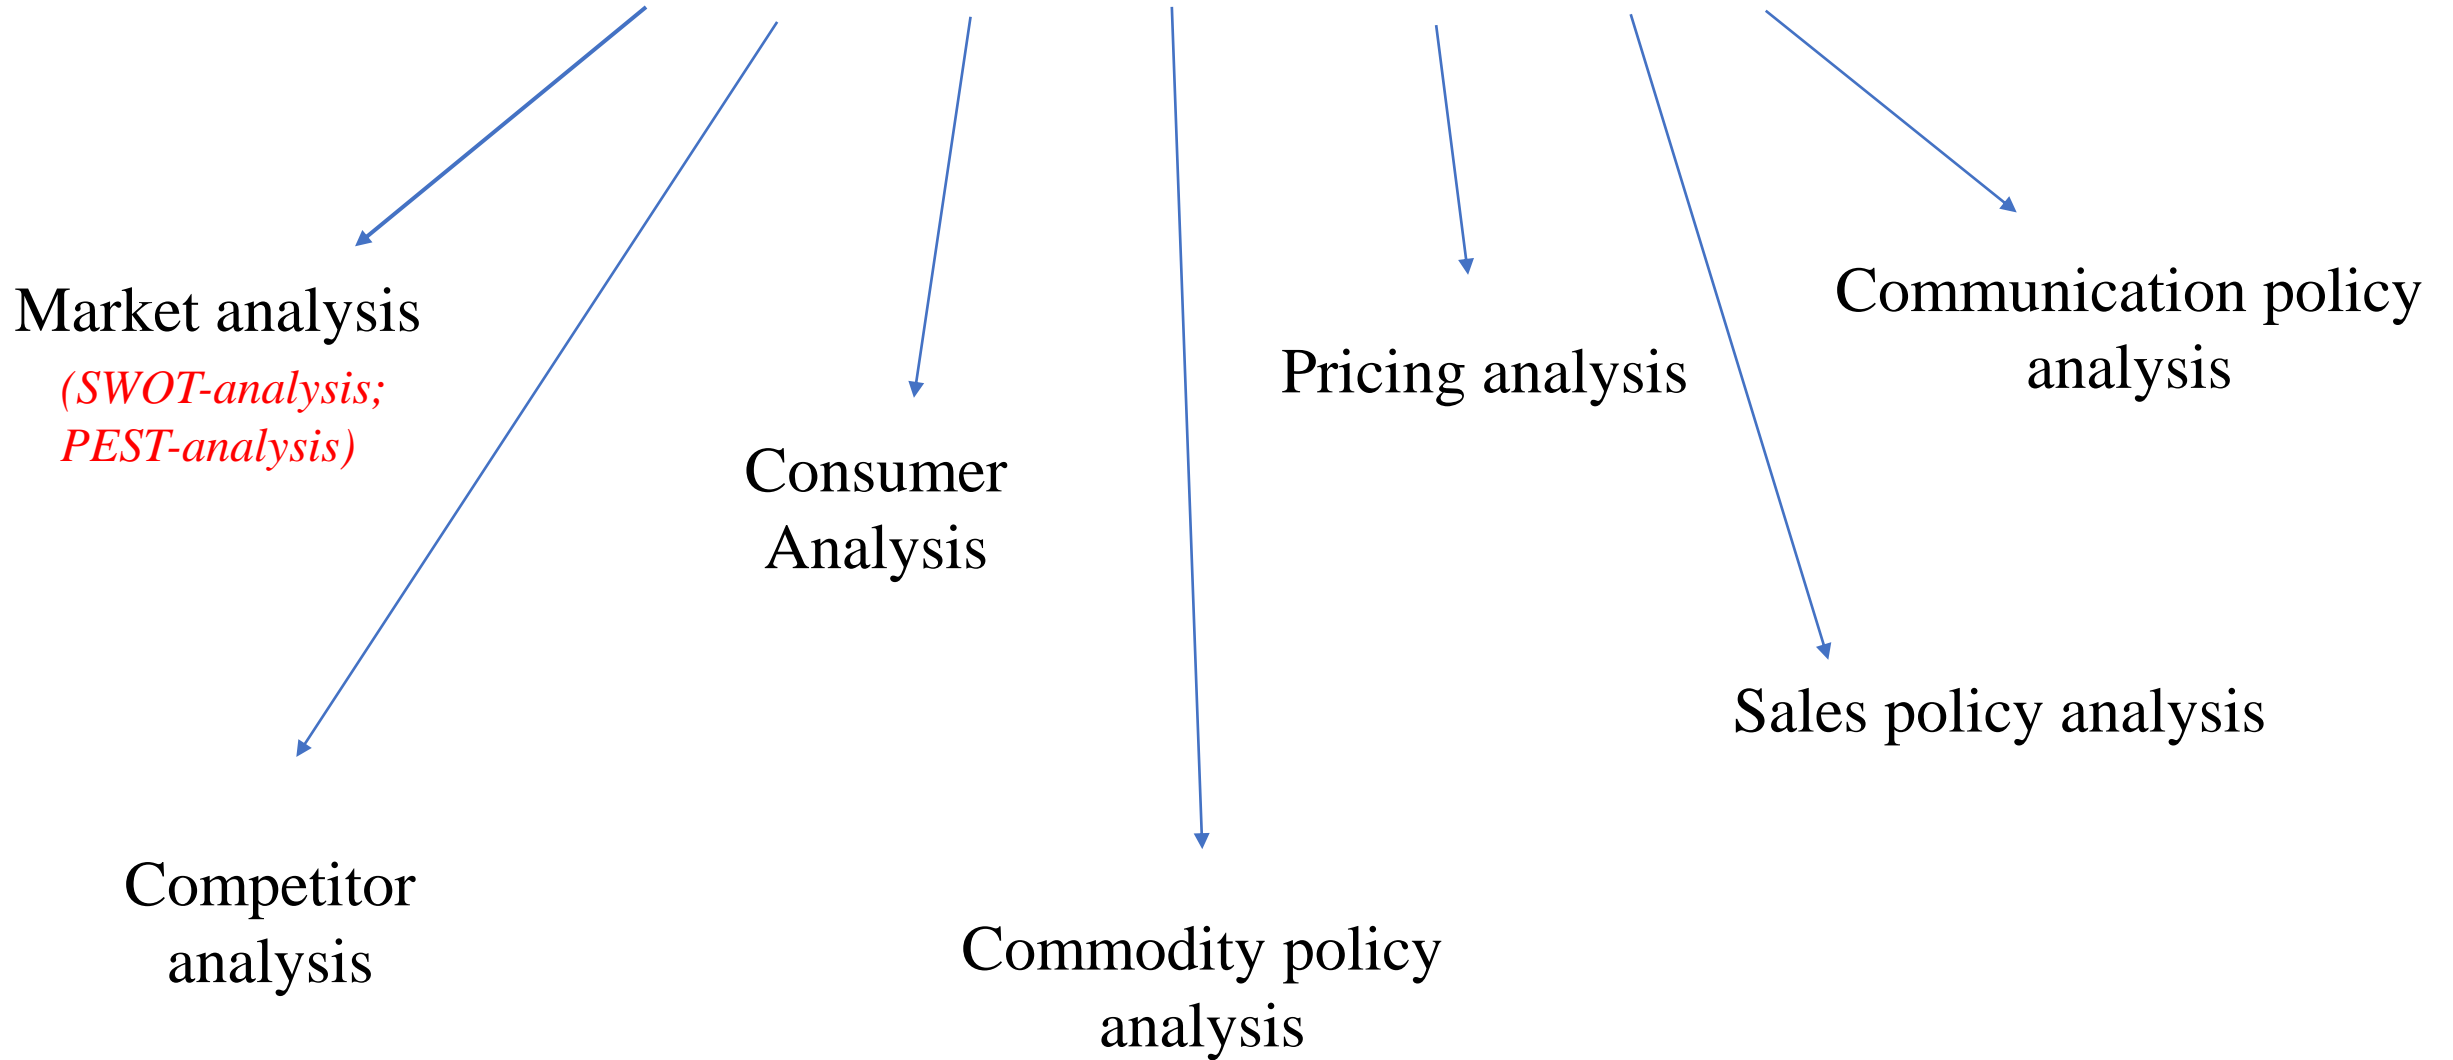 Market analysis
(SWOT-analysis;
PEST-analysis)
Competitor
analysis
Consumer
Analysis
Commodity policy
analysis
Pricing analysis
Sales policy analysis
Communication policy
analysis